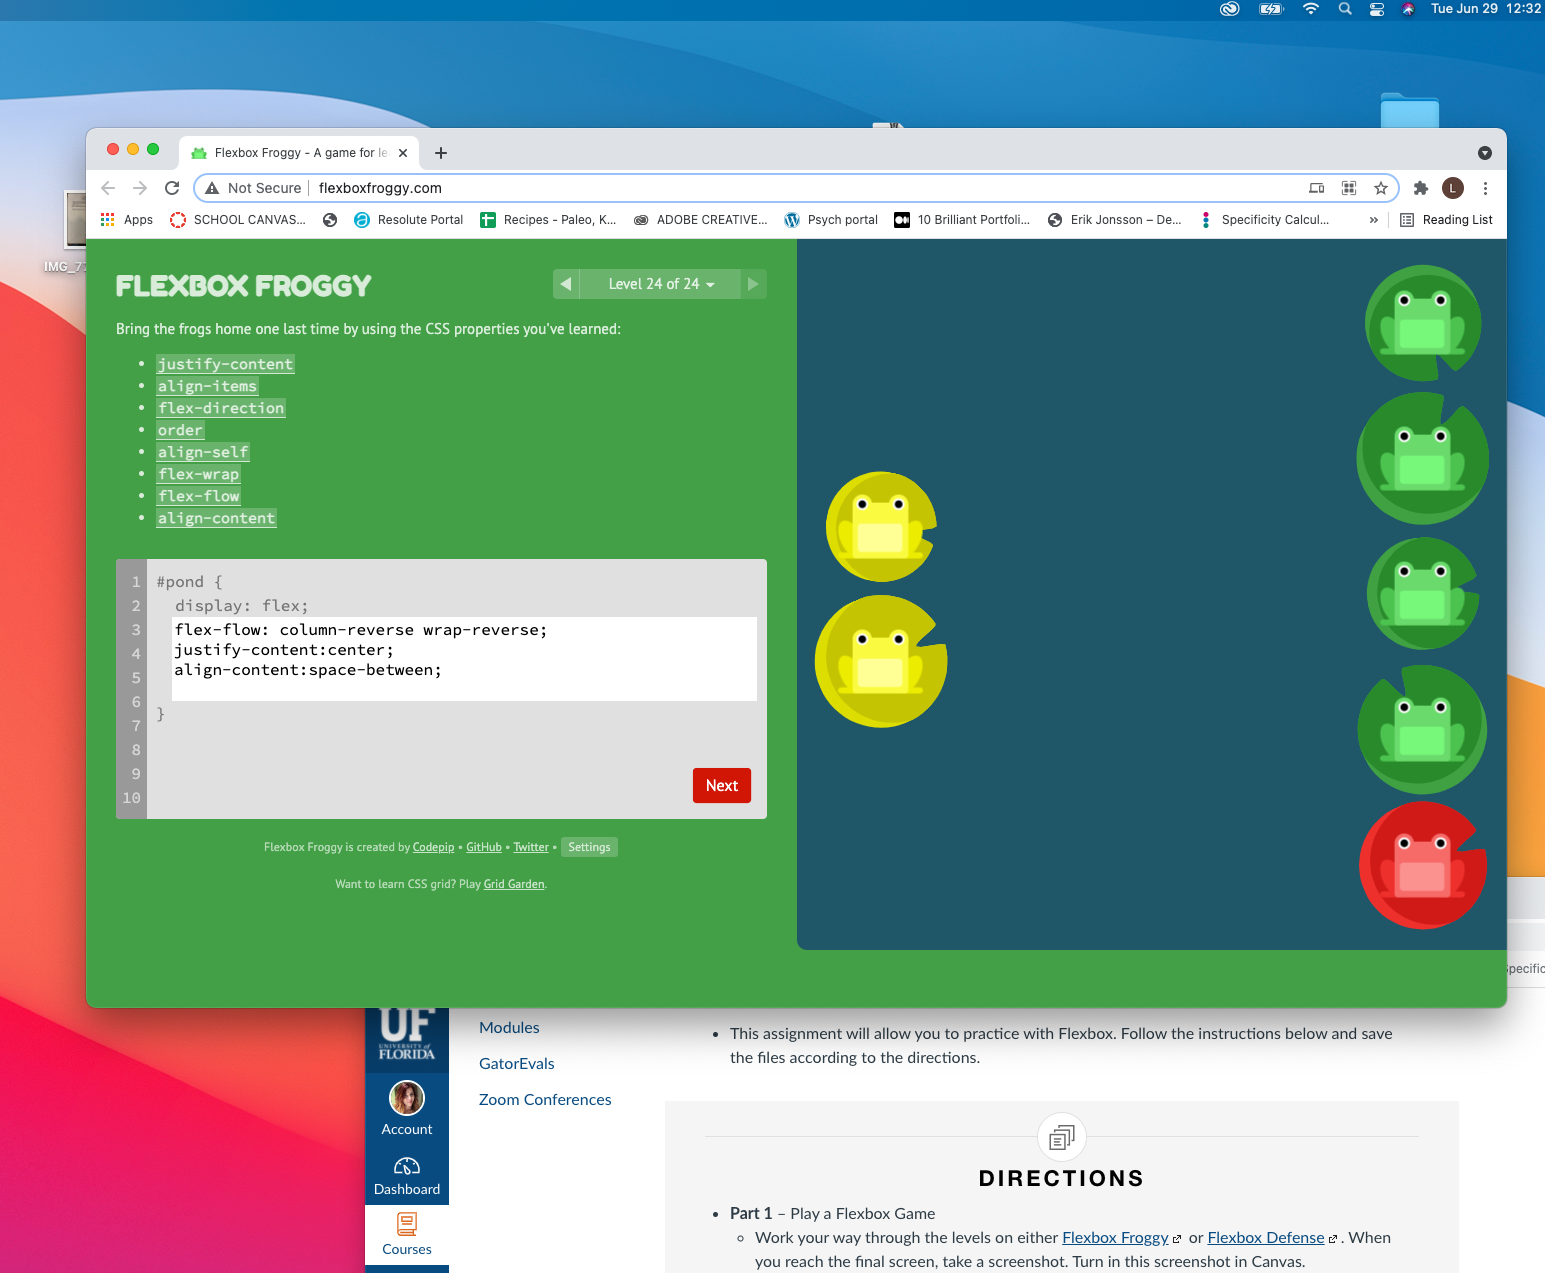 Tue Jun 29 12:32
Flexbox Froggy - A game for le
Not Secure
flexboxfroggy.com
L
Apps
SCHOOL CANVAS...
Resolute Portal
Recipes - Paleo, K...
ADOBE CREATIVE...
Psych portal
10 Brilliant Portfoli...
Erik Jonsson – De...
Specificity Calcul...
»
Reading List
IMG_77
FLEXBOX FROGGY
Level 24 of 24
Bring the frogs home one last time by using the CSS properties you've learned:
• justify-content
• align-items
• flex-direction
• order
• align-self
• flex-wrap
• flex-flow
• align-content
1 #pond {
2 display: flex;
3 flex-flow: column-reverse wrap-reverse;
4 justify-content:center;
5 align-content:space-between;
6
7 }
8
9
10
Next
Flexbox Froggy is created by Codepip • GitHub • Twitter • Settings
Want to learn CSS grid? Play Grid Garden.
Specific
UF
UNIVERSITY of
FLORIDA
Account
Dashboard
Courses
Modules
GatorEvals
Zoom Conferences
• This assignment will allow you to practice with Flexbox. Follow the instructions below and save
the files according to the directions.
DIRECTIONS
• Part 1 – Play a Flexbox Game
Work your way through the levels on either Flexbox Froggy or Flexbox Defense . When
you reach the final screen, take a screenshot. Turn in this screenshot in Canvas.